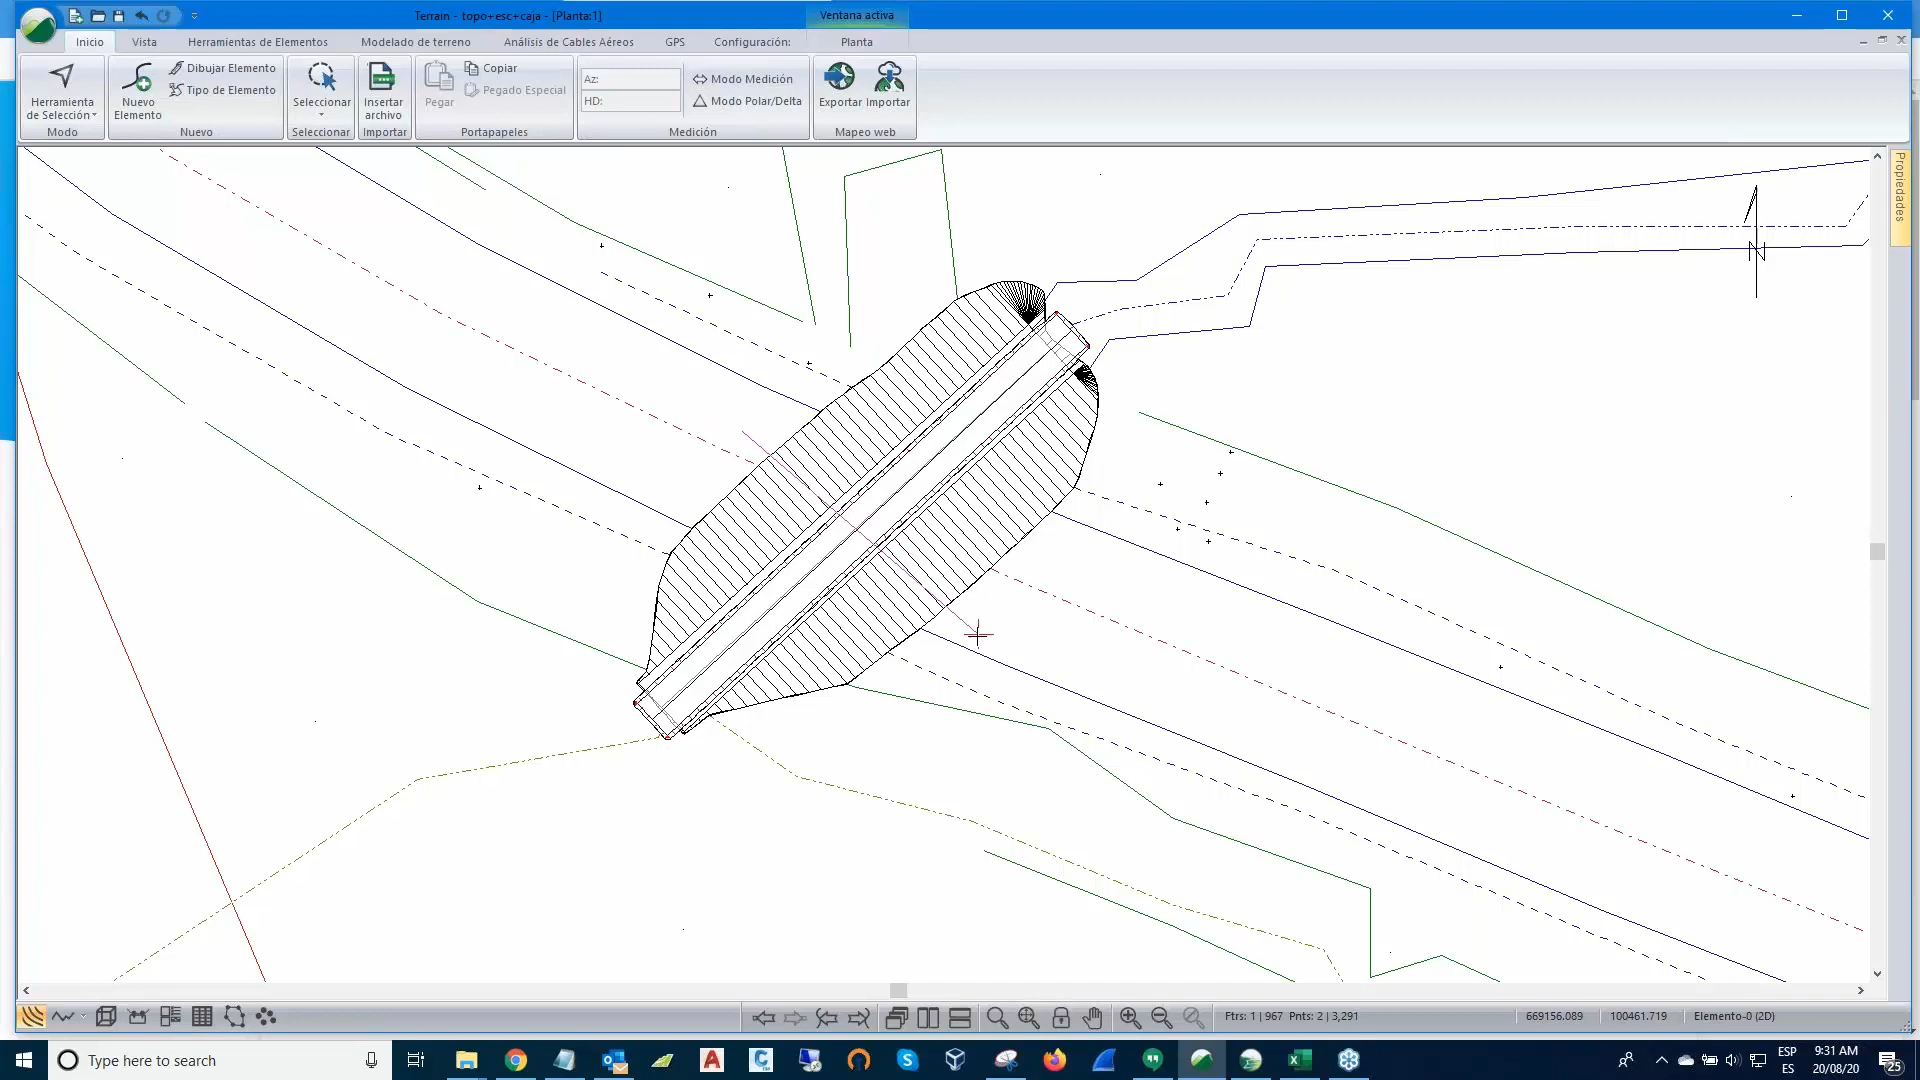 Terrain - topo+esc+caja - [Planta:1]
Ventana activa
Inicio
Vista
Herramientas de Elementos
Modelado de terreno
Análisis de Cables Aéreos
GPS
Configuración:
Planta
Herramienta
de Selección
Modo
Nuevo
Elemento
Dibujar Elemento
Tipo de Elemento
Nuevo
Seleccionar
Seleccionar
Insertar
archivo
Importar
Pegar
Copiar
Pegado Especial
Portapapeles
Az:
HD:
Modo Medición
Modo Polar/Delta
Medición
Exportar
Importar
Mapeo web
Propiedades
N
Ftrs: 1 | 967 Pnts: 2 | 3,291
669156.089
100461.719
Elemento-0 (2D)
Type here to search
ESP
ES
9:31 AM
20/08/20
25